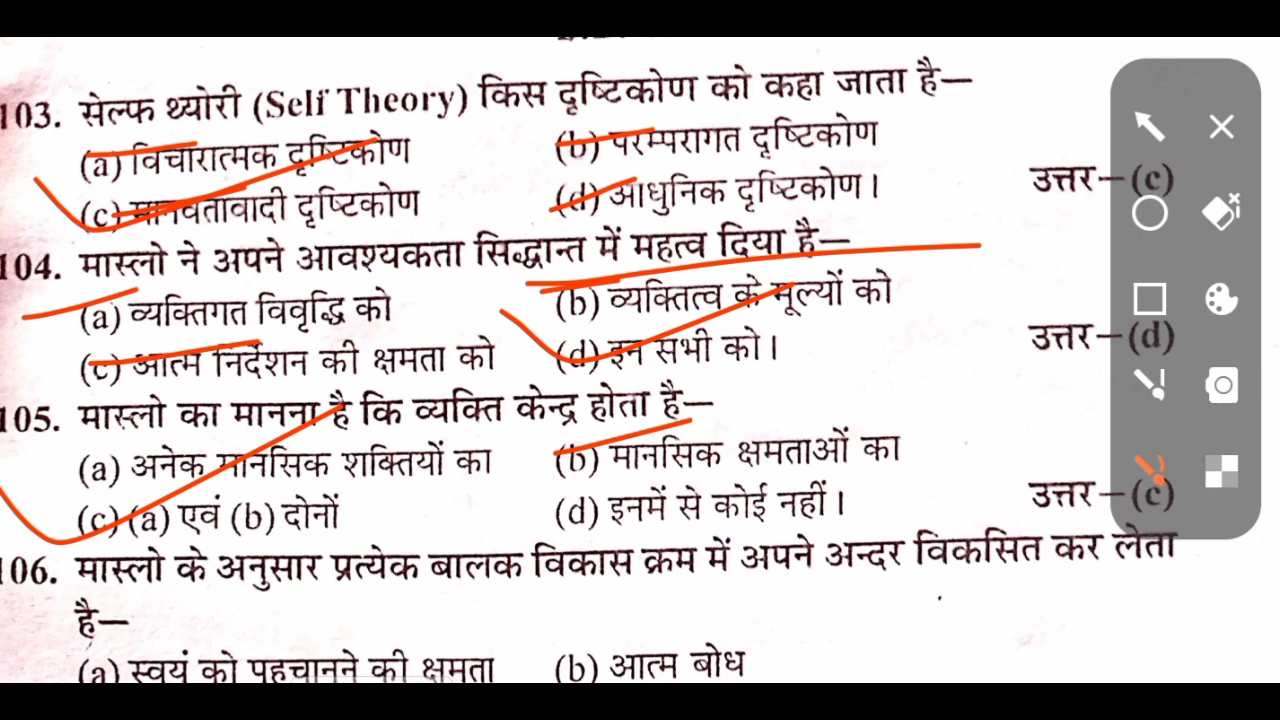 103. सेल्फ थ्योरी (Self Theory) किस दृष्टिकोण को कहा जाता है—
(a) विचारात्मक दृष्टिकोण (b) परम्परागत दृष्टिकोण
(c) मानवतावादी दृष्टिकोण (d) आधुनिक दृष्टिकोण। उत्तर–(c)
104. मास्लो ने अपने आवश्यकता सिद्धान्त में महत्व दिया है—
(a) व्यक्तिगत विवृद्धि को (b) व्यक्तित्व के मूल्यों को
(c) आत्म निर्देशन की क्षमता को (d) इन सभी को। उत्तर–(d)
105. मास्लो का मानना है कि व्यक्ति केन्द्र होता है—
(a) अनेक मानसिक शक्तियों का (b) मानसिक क्षमताओं का
(c) (a) एवं (b) दोनों (d) इनमें से कोई नहीं। उत्तर–(c)
106. मास्लो के अनुसार प्रत्येक बालक विकास क्रम में अपने अन्दर विकसित कर लेता
है—
(a) स्वयं को पहचानने की क्षमता (b) आत्म बोध